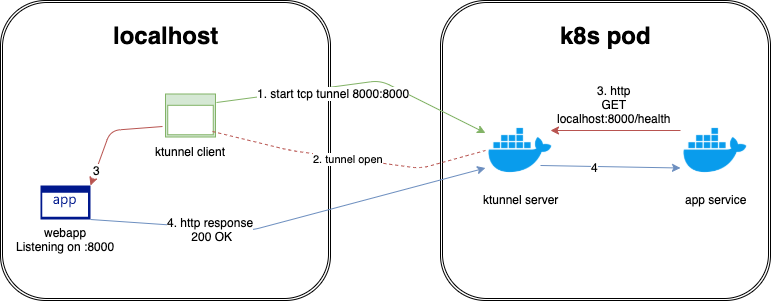 localhost
k8s pod
1. start tcp tunnel 8000:8000
3. http
GET
localhost:8000/health
ktunnel client
2. tunnel open
3
4
app
ktunnel server
app service
4. http response
200 OK
webapp
Listening on :8000